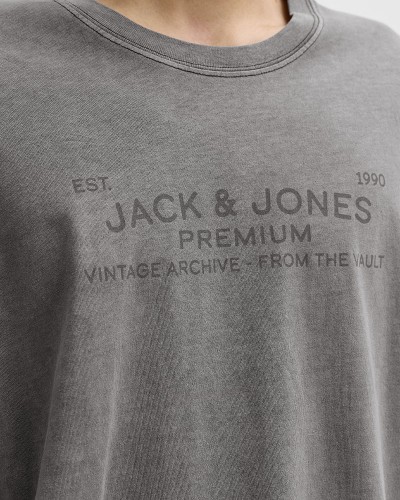 EST. 1990
JACK & JONES
PREMIUM
VINTAGE ARCHIVE - FROM THE VAULT